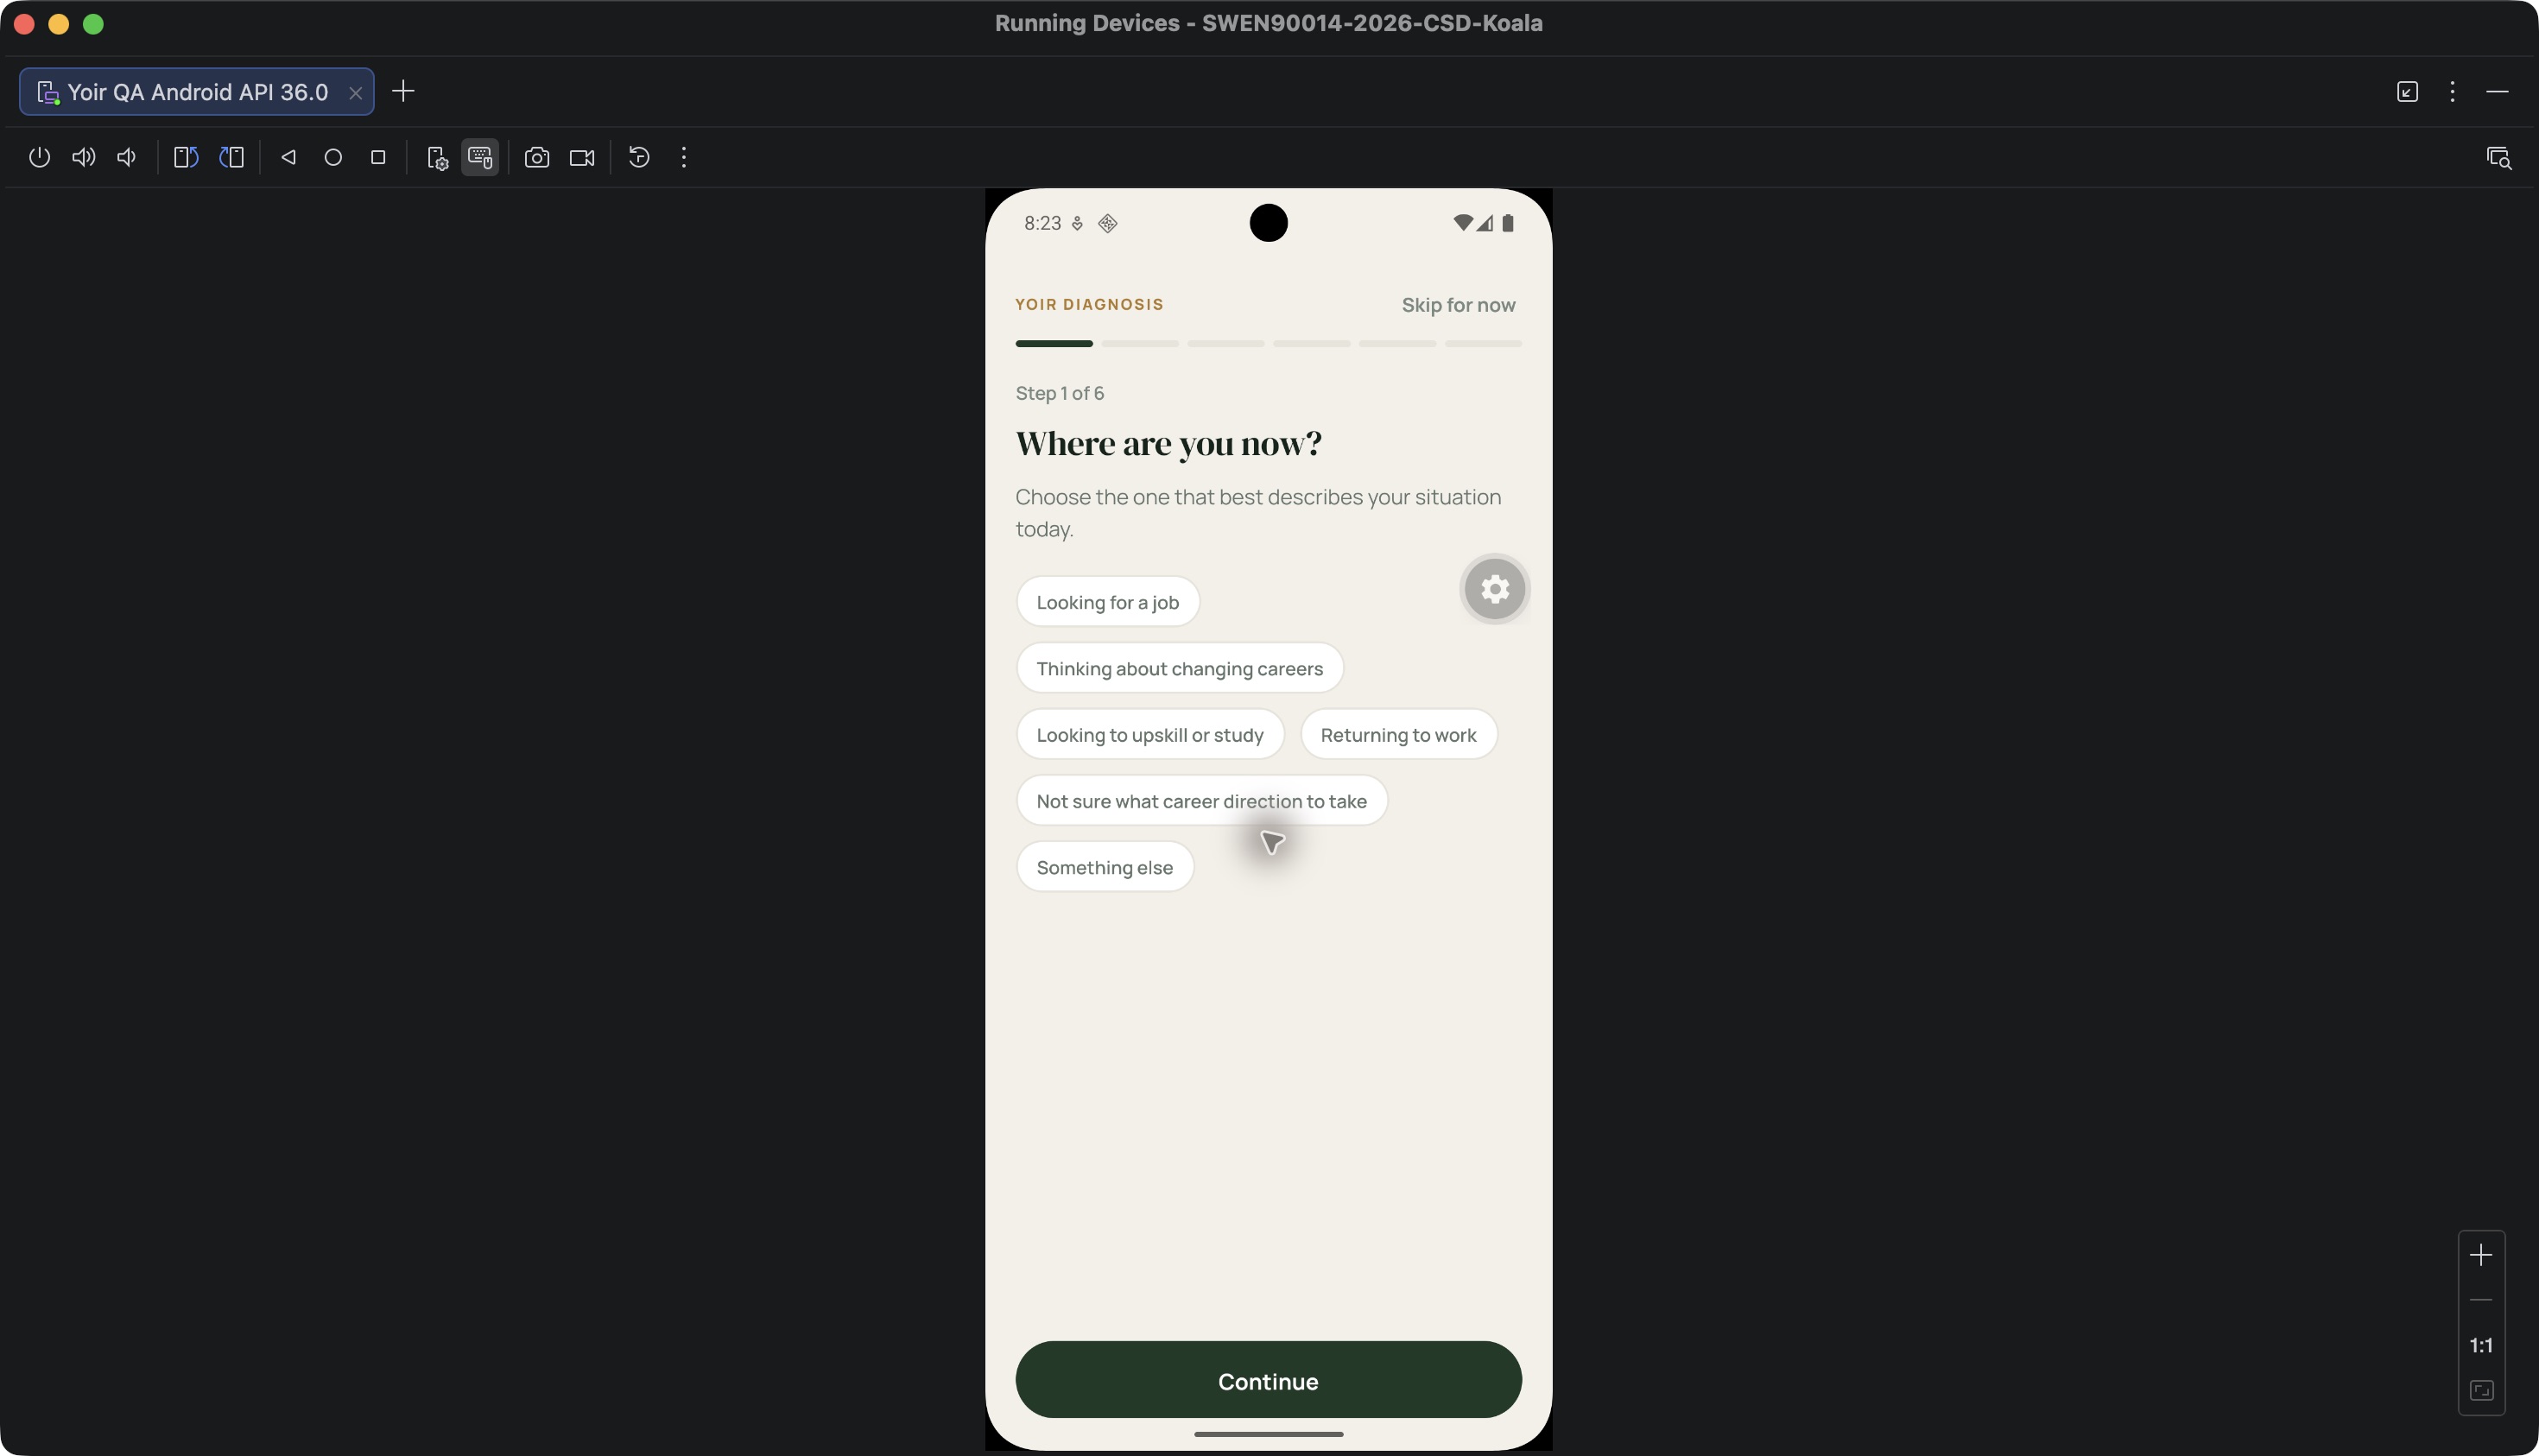 Running Devices - SWEN90014-2026-CSD-Koala
Yoir QA Android API 36.0
8:23
YOIR DIAGNOSIS
Skip for now
Step 1 of 6
Where are you now?
Choose the one that best describes your situation
today.
Looking for a job
Thinking about changing careers
Looking to upskill or study
Returning to work
Not sure what career direction to take
Something else
1:1
Continue